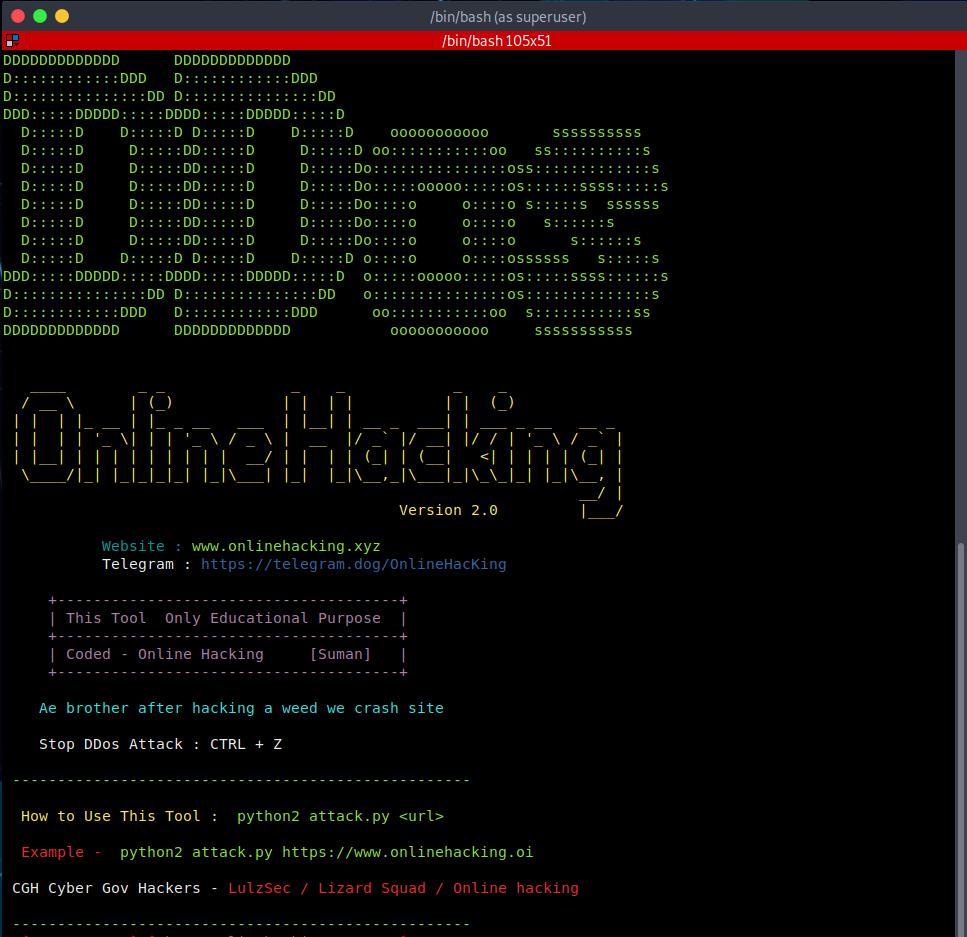 /bin/bash (as superuser)
/bin/bash 105x51
DDos
OnlineHacking
Version 2.0
Website : www.onlinehacking.xyz
Telegram : https://telegram.dog/OnlineHacKing
This Tool Only Educational Purpose
Coded - Online Hacking [Suman]
Ae brother after hacking a weed we crash site
Stop DDos Attack : CTRL + Z
How to Use This Tool : python2 attack.py <url>
Example - python2 attack.py https://www.onlinehacking.oi
CGH Cyber Gov Hackers - LulzSec / Lizard Squad / Online hacking